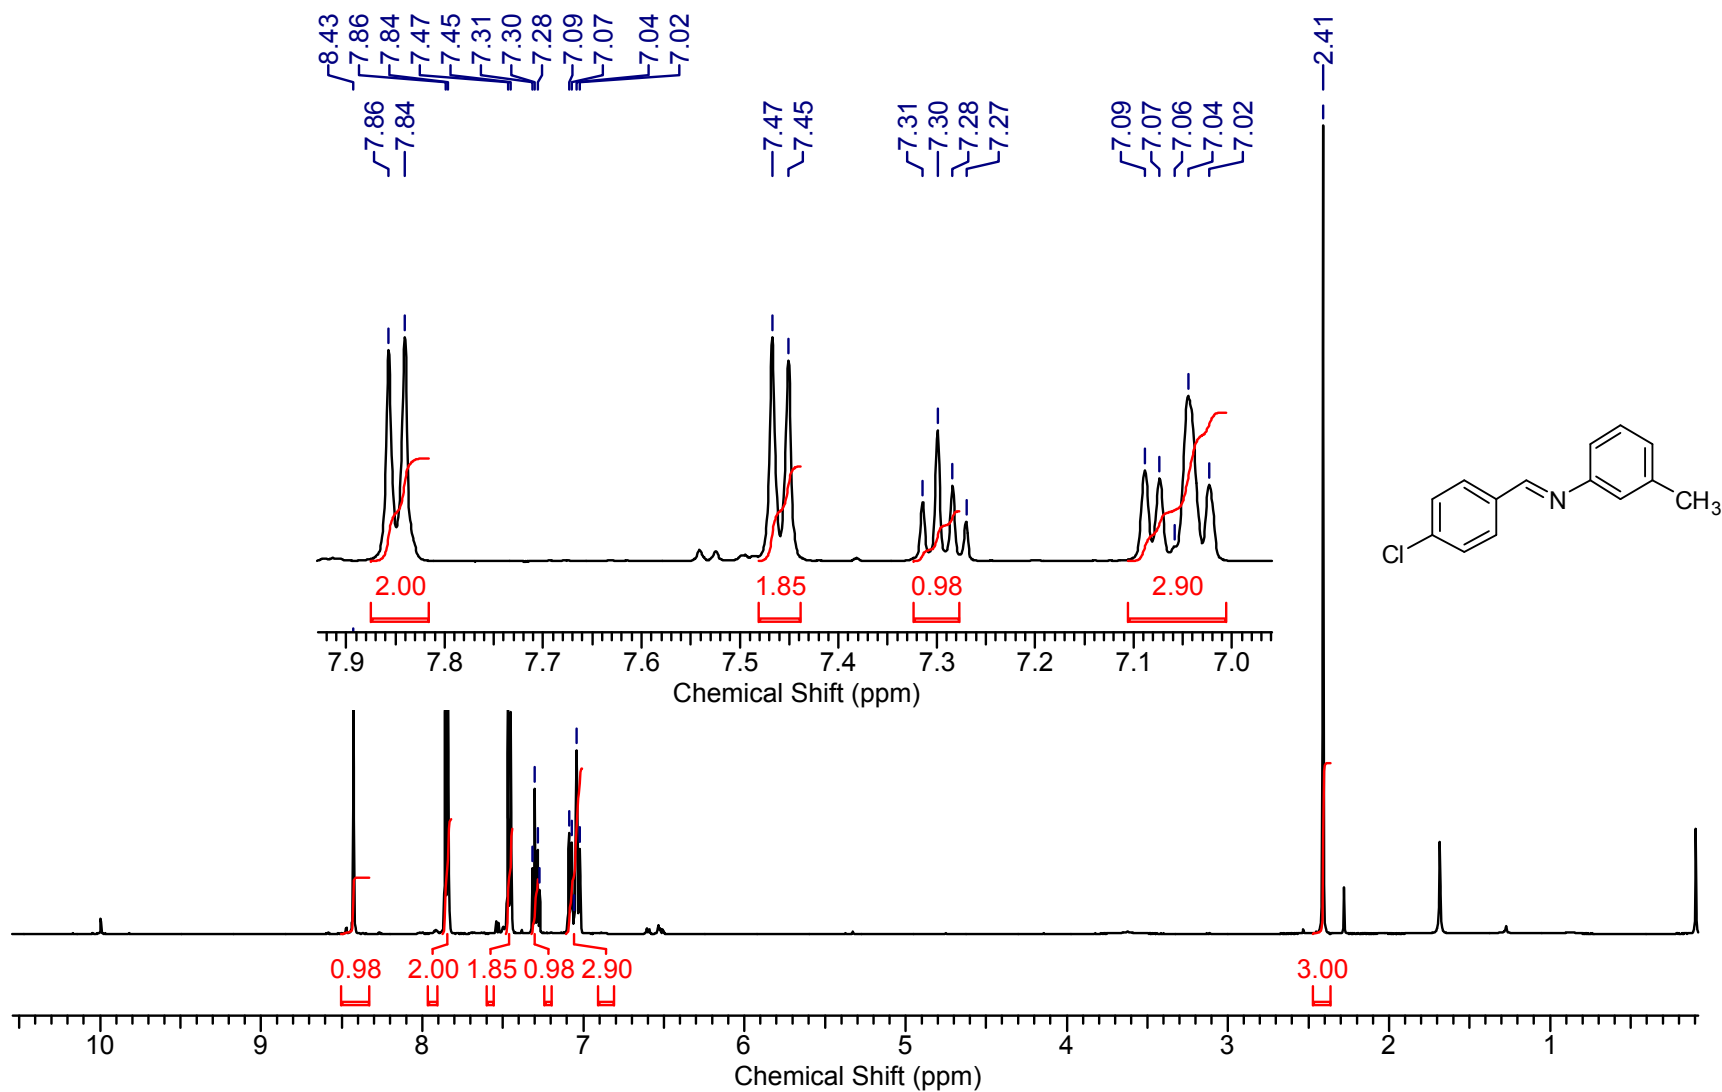 8.43 7.86 7.84 7.47 7.45 7.31 7.30 7.28 7.09 7.07 7.04 7.02 2.41
7.86 7.84 7.47 7.45 7.31 7.30 7.28 7.27 7.09 7.07 7.06 7.04 7.02
2.00 1.85 0.98 2.90
7.9 7.8 7.7 7.6 7.5 7.4 7.3 7.2 7.1 7.0
Chemical Shift (ppm)
N
CH3
Cl
0.98 2.00 1.85 0.98 2.90 3.00
10 9 8 7 6 5 4 3 2 1
Chemical Shift (ppm)